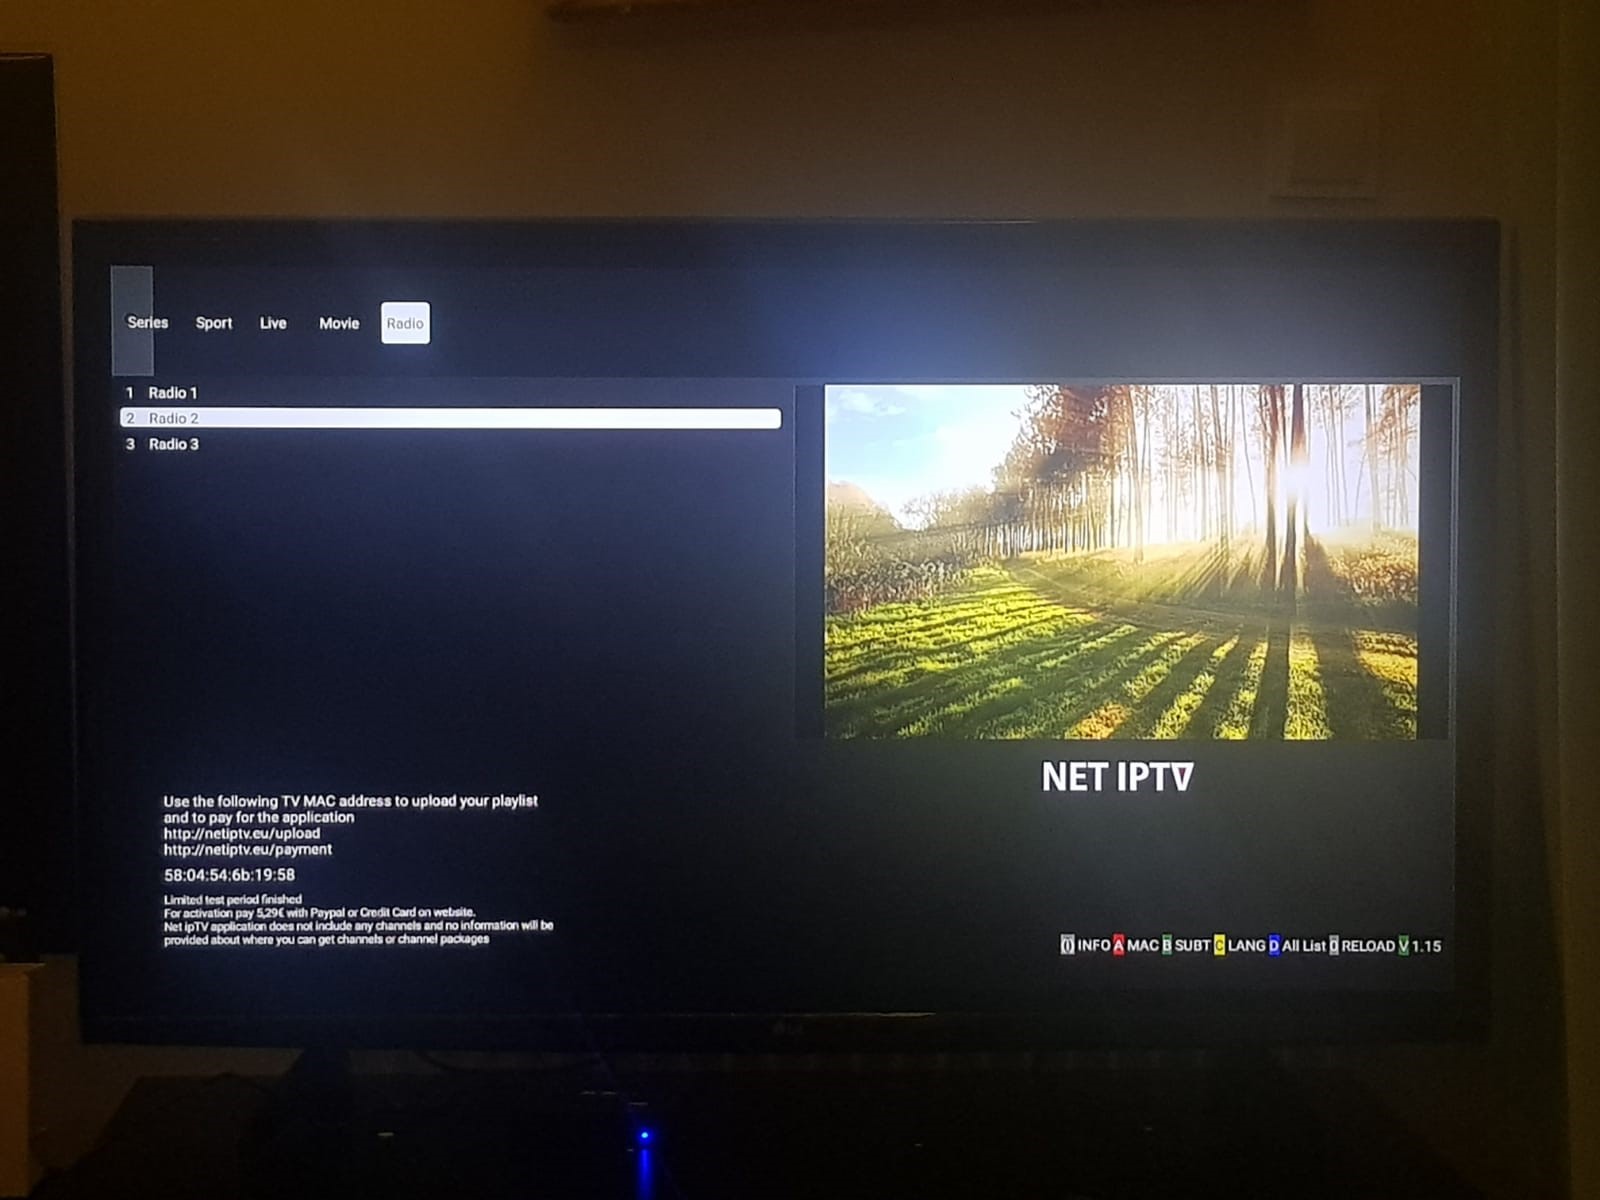 Series Sport Live Movie Radio
1 Radio 1
2 Radio 2
3 Radio 3
NET IPTV
Use the following TV MAC address to upload your playlist
and to pay for the application
http://netiptv.eu/upload
http://netiptv.eu/payment
58:04:54:6b:19:58
Limited test period finished
For activation pay 5,29€ with Paypal or Credit Card on website.
Net ipTV application does not include any channels and no information will be
provided about where you can get channels or channel packages
INFO A MAC B SUBT C LANG D All List 0 RELOAD V 1.15